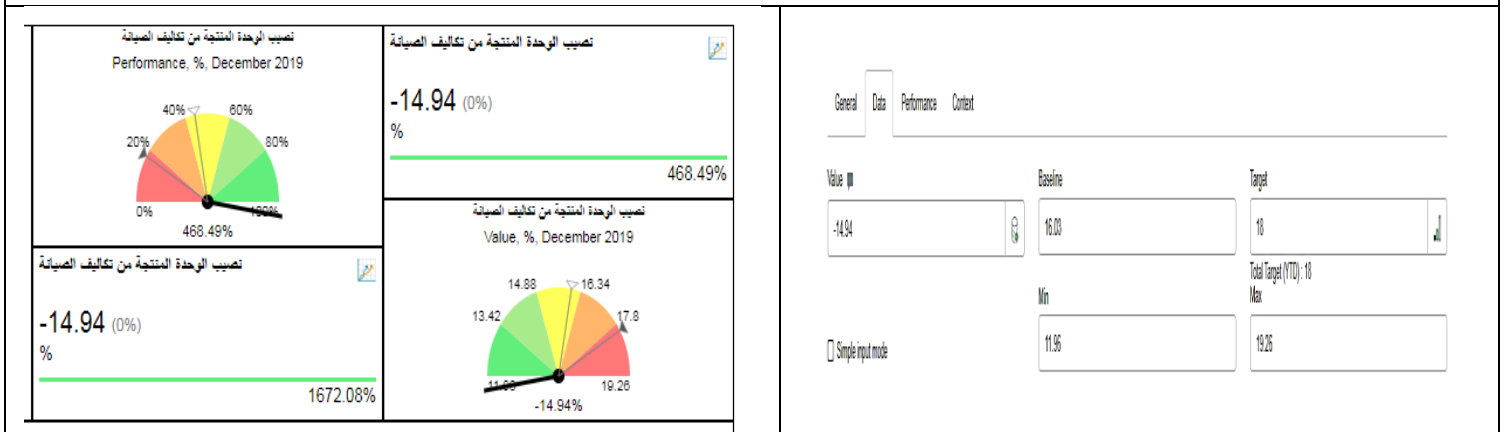 نصيب الوحدة المنتجة من تكاليف الصيانة
Performance, %, December 2019
40%
60%
20%
80%
0%
100%
468.49%
نصيب الوحدة المنتجة من تكاليف الصيانة
-14.94 (0%)
%
468.49%
نصيب الوحدة المنتجة من تكاليف الصيانة
-14.94 (0%)
%
1672.08%
نصيب الوحدة المنتجة من تكاليف الصيانة
Value, %, December 2019
14.88
16.34
13.42
17.8
11.96
19.26
-14.94%
General Data Performance Context
Value Baseline Target
-14.94 16.03 18
Total Target (YTD) : 18
Min Max
11.96 19.26
Simple input mode